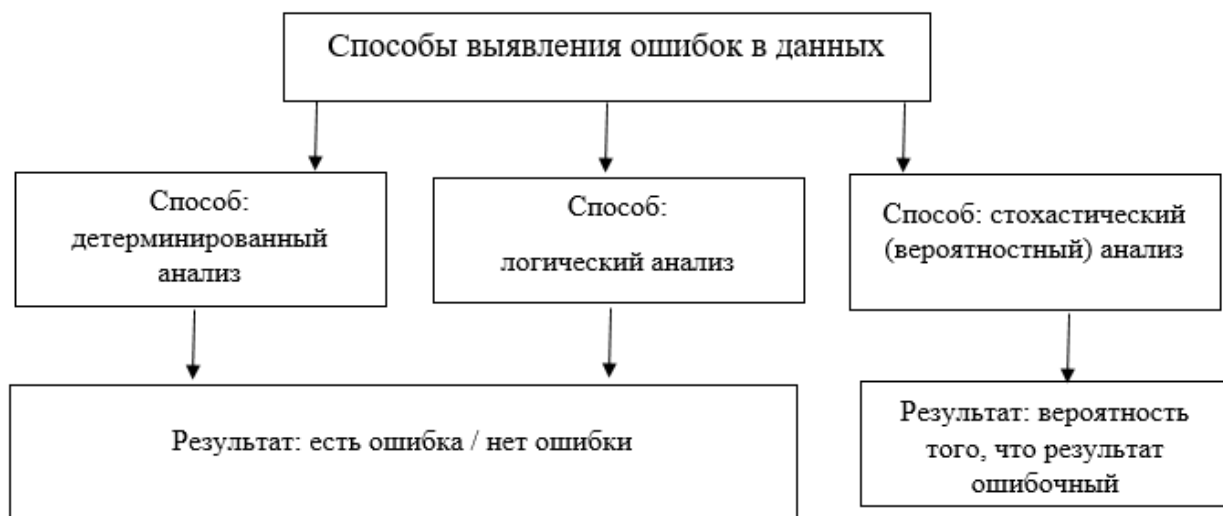 Способы выявления ошибок в данных
Способ:
детерминированный
анализ
Способ:
логический анализ
Способ: стохастический
(вероятностный) анализ
Результат: есть ошибка / нет ошибки
Результат: вероятность
того, что результат
ошибочный